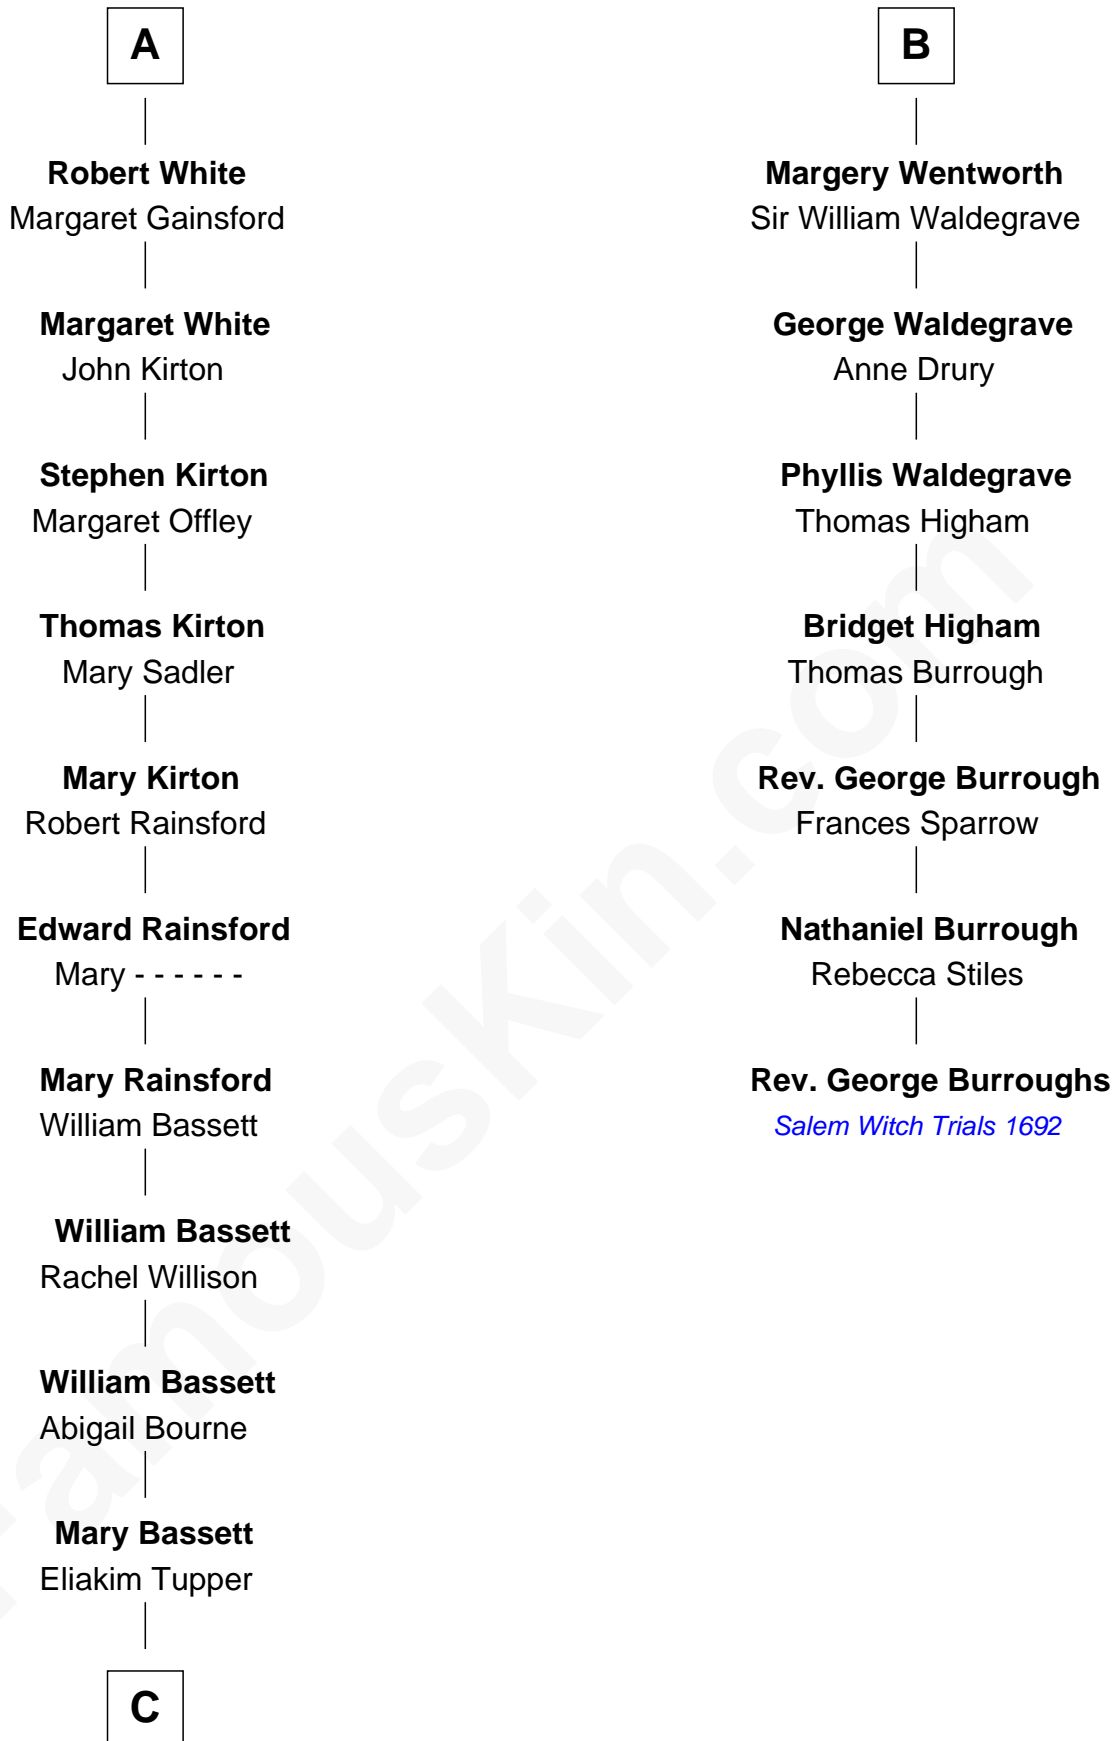 A
Robert White
Margaret Gainsford
Margaret White
John Kirton
Stephen Kirton
Margaret Offley
Thomas Kirton
Mary Sadler
Mary Kirton
Robert Rainsford
Edward Rainsford
Mary - - - - - -
Mary Rainsford
William Bassett
William Bassett
Rachel Willison
William Bassett
Abigail Bourne
Mary Bassett
Eliakim Tupper
C
B
Margery Wentworth
Sir William Waldegrave
George Waldegrave
Anne Drury
Phyllis Waldegrave
Thomas Higham
Bridget Higham
Thomas Burrough
Rev. George Burrough
Frances Sparrow
Nathaniel Burrough
Rebecca Stiles
Rev. George Burroughs
Salem Witch Trials 1692
FamousKin.com